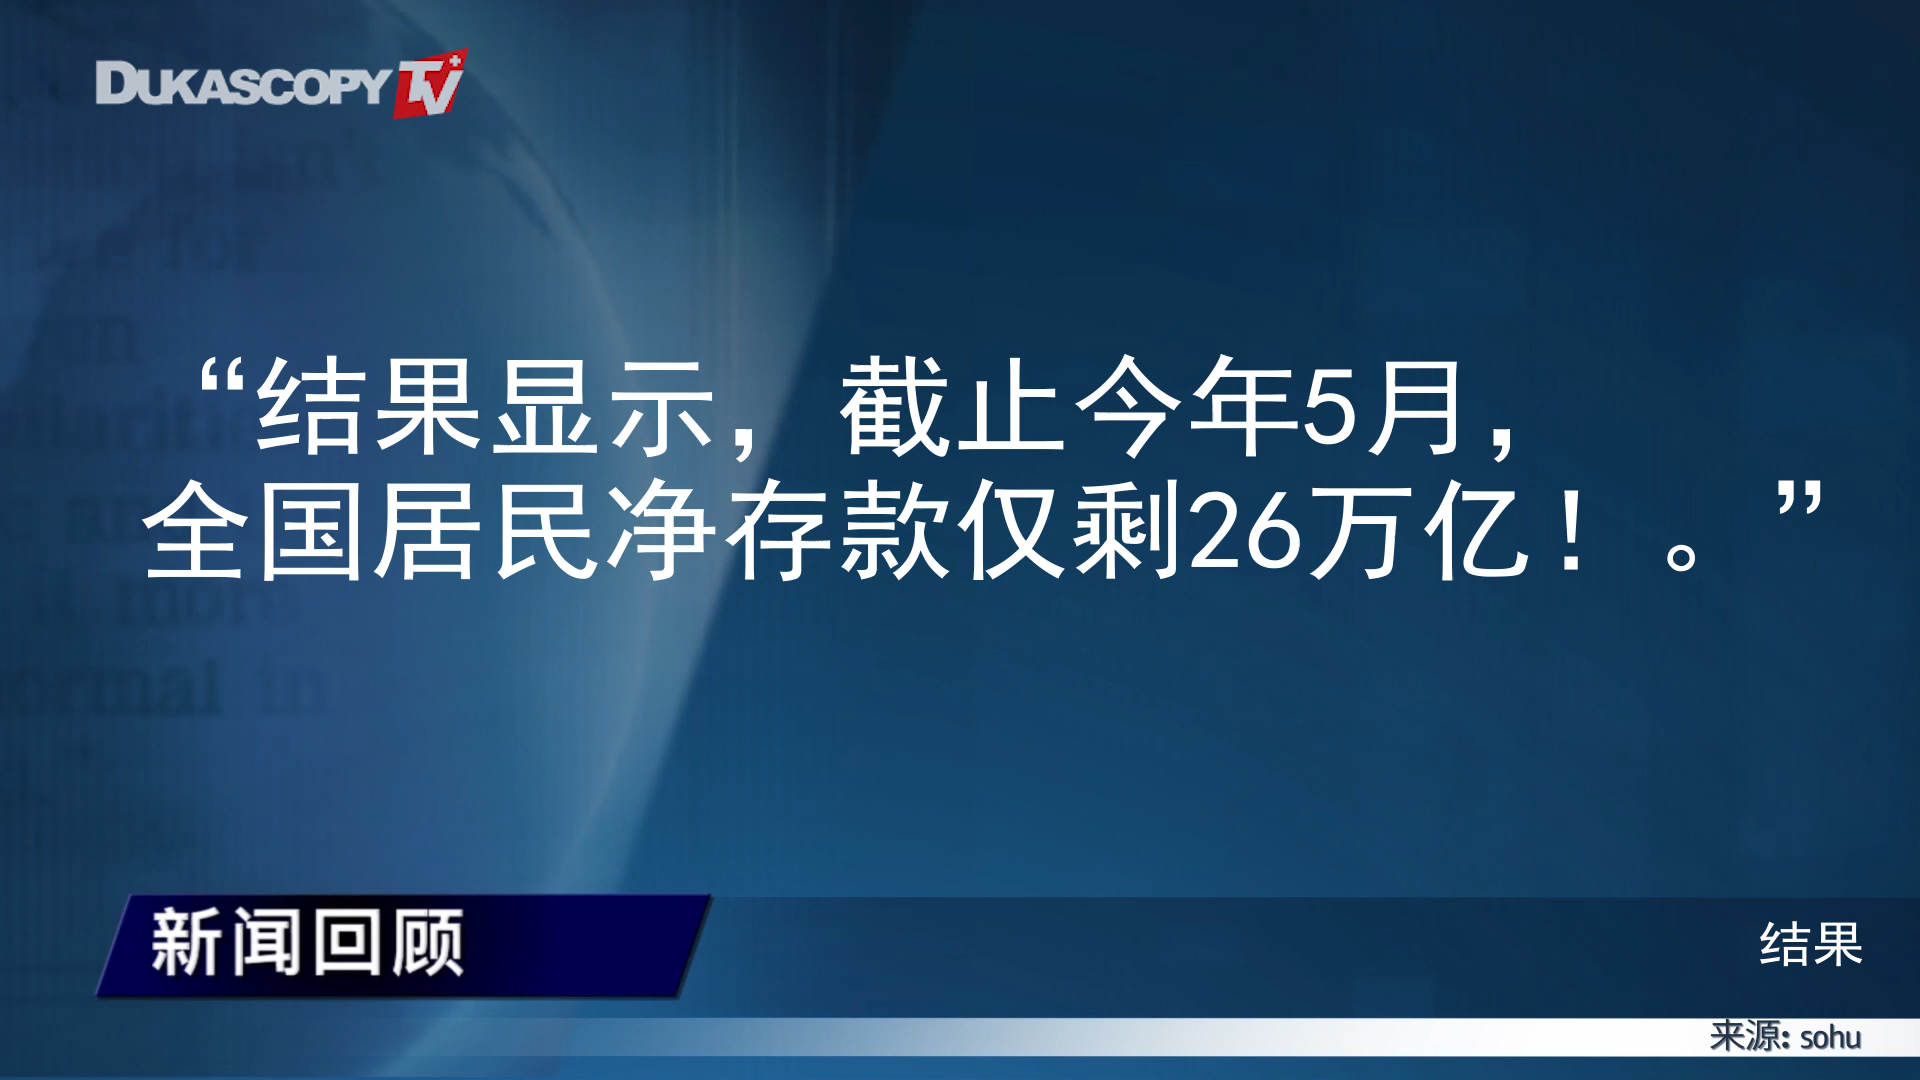 DUKASCOPY TV
“结果显示，截止今年5月，
全国居民净存款仅剩26万亿！。”
新闻回顾
结果
来源: sohu